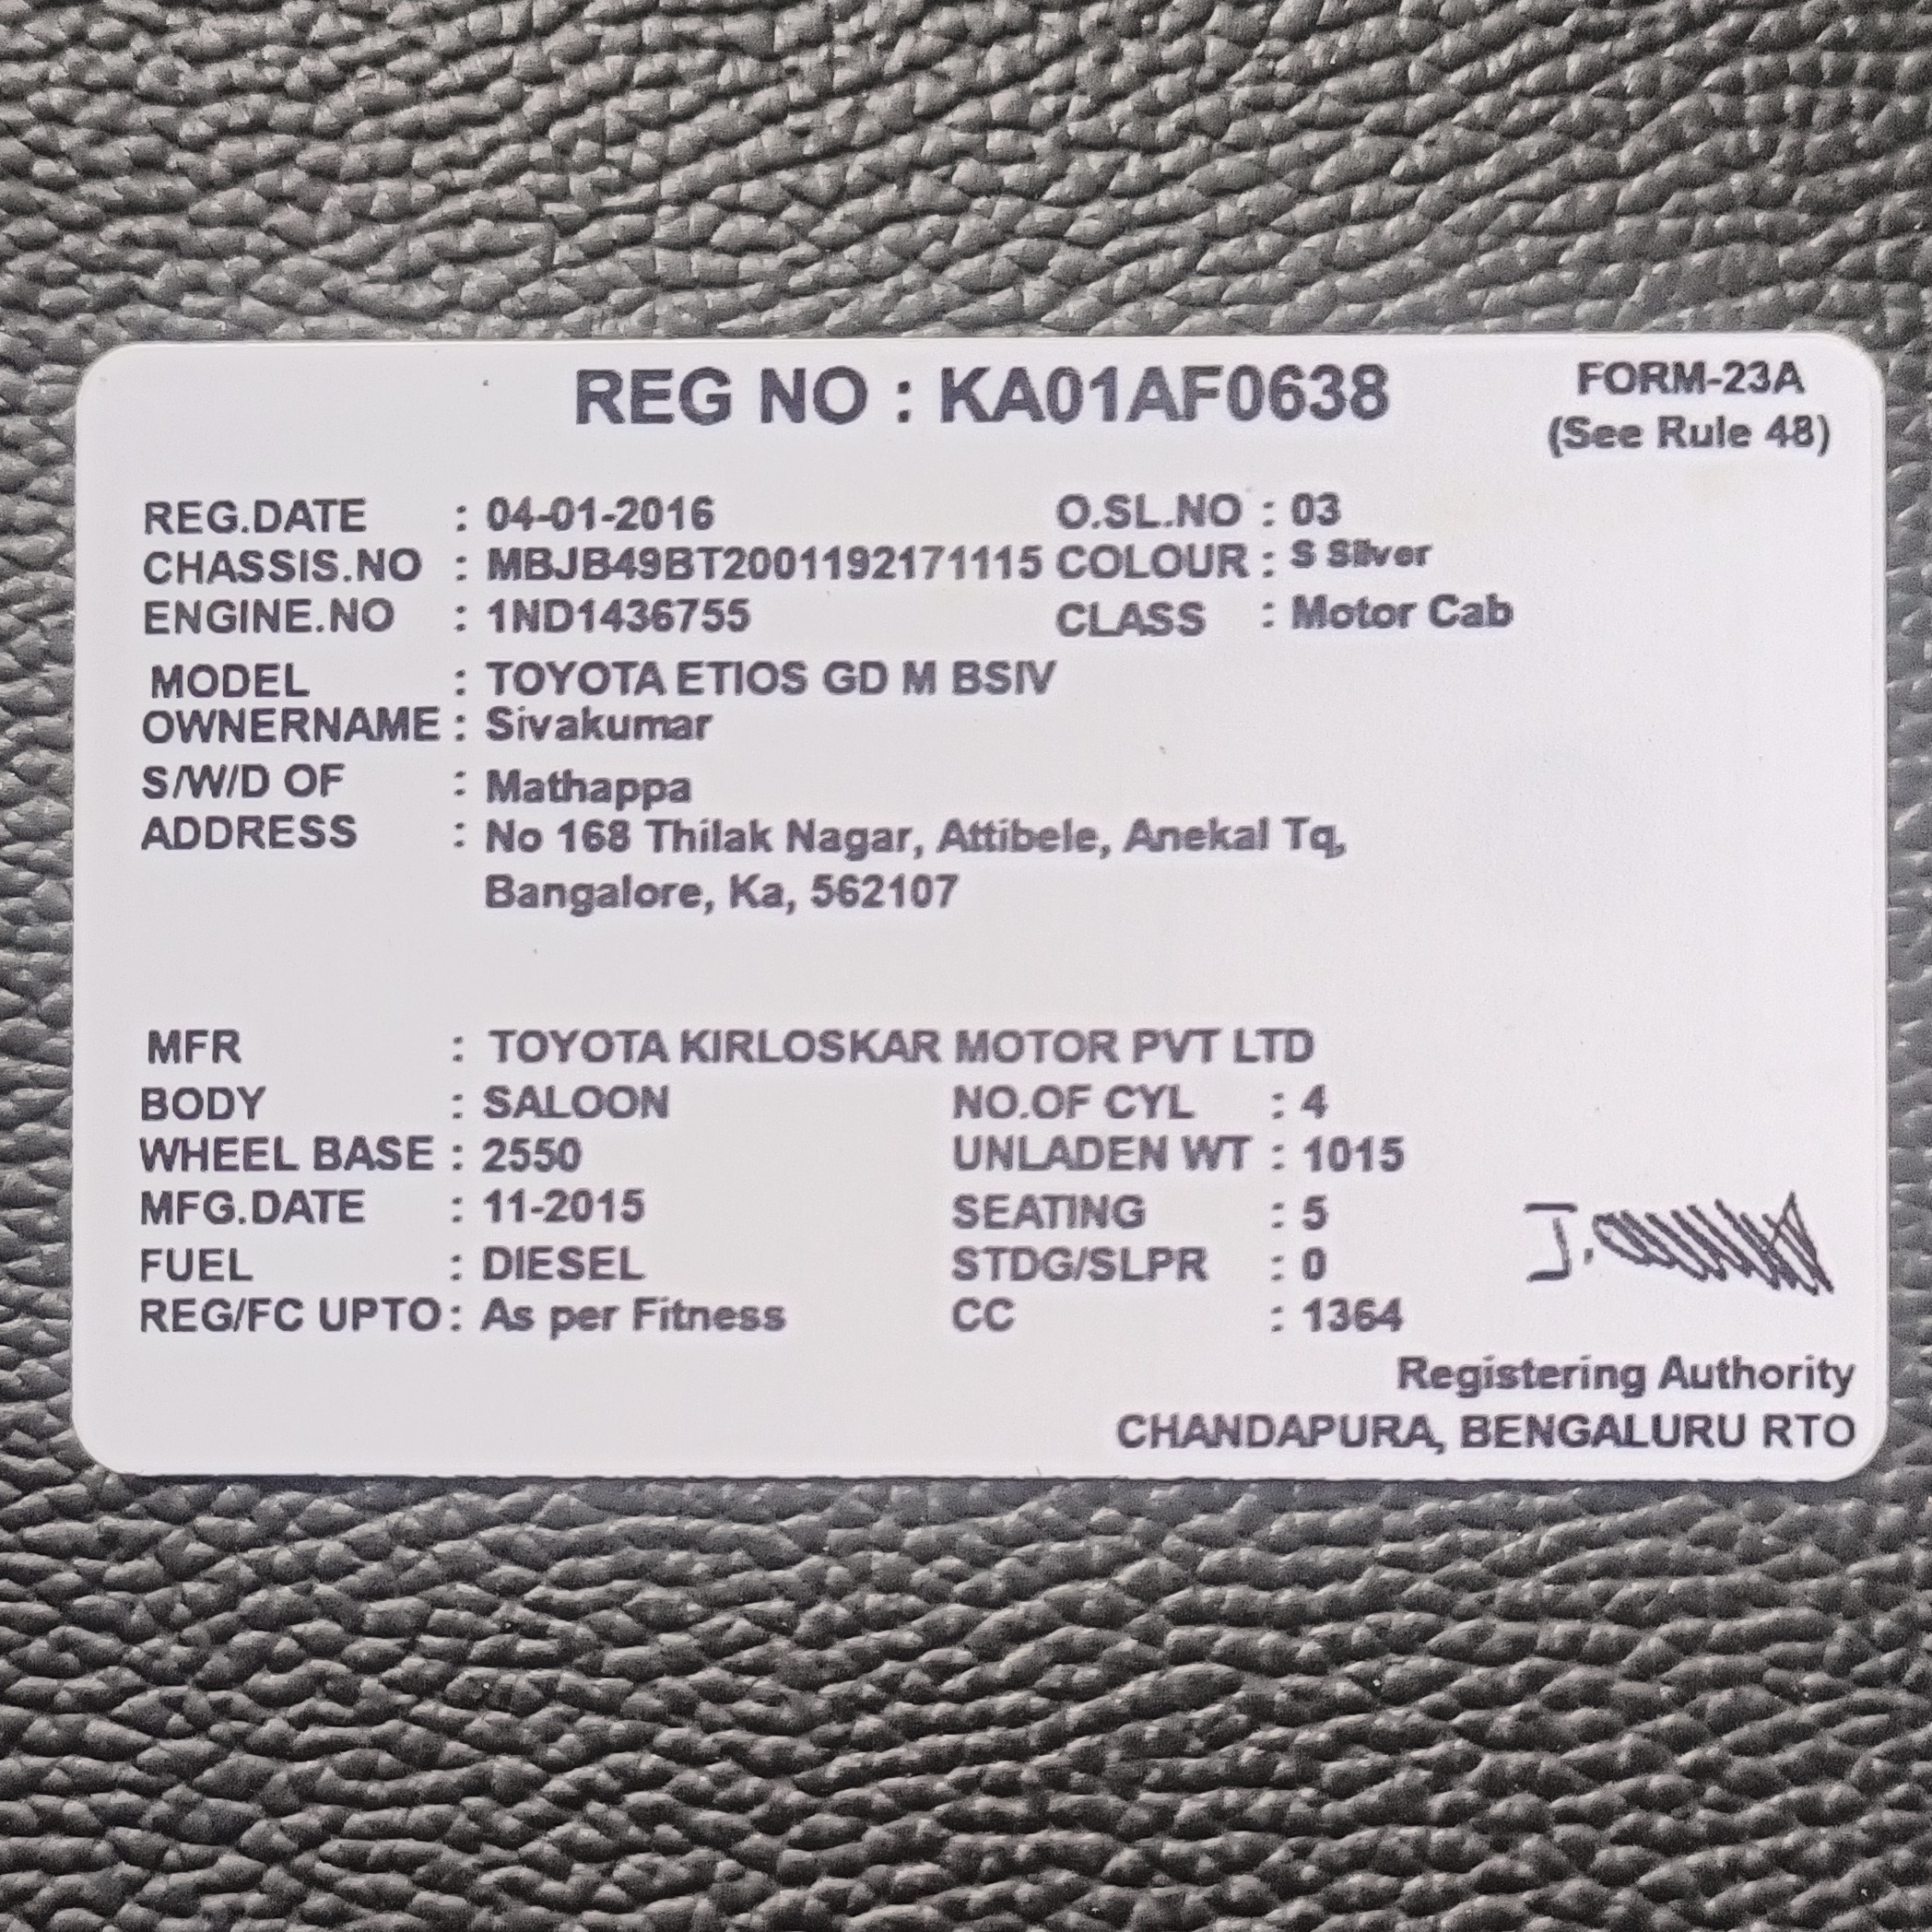 REG NO : KA01AF0638
FORM-23A
(See Rule 48)
REG.DATE : 04-01-2016 O.SL.NO : 03
CHASSIS.NO : MBJB49BT2001192171115 COLOUR : S Silver
ENGINE.NO : 1ND1436755 CLASS : Motor Cab
MODEL : TOYOTA ETIOS GD M BSIV
OWNERNAME : Sivakumar
S/W/D OF : Mathappa
ADDRESS : No 168 Thilak Nagar, Attibele, Anekal Tq,
Bangalore, Ka, 562107
MFR : TOYOTA KIRLOSKAR MOTOR PVT LTD
BODY : SALOON NO.OF CYL : 4
WHEEL BASE : 2550 UNLADEN WT : 1015
MFG.DATE : 11-2015 SEATING : 5
FUEL : DIESEL STDG/SLPR : 0
REG/FC UPTO : As per Fitness CC : 1364
Registering Authority
CHANDAPURA, BENGALURU RTO